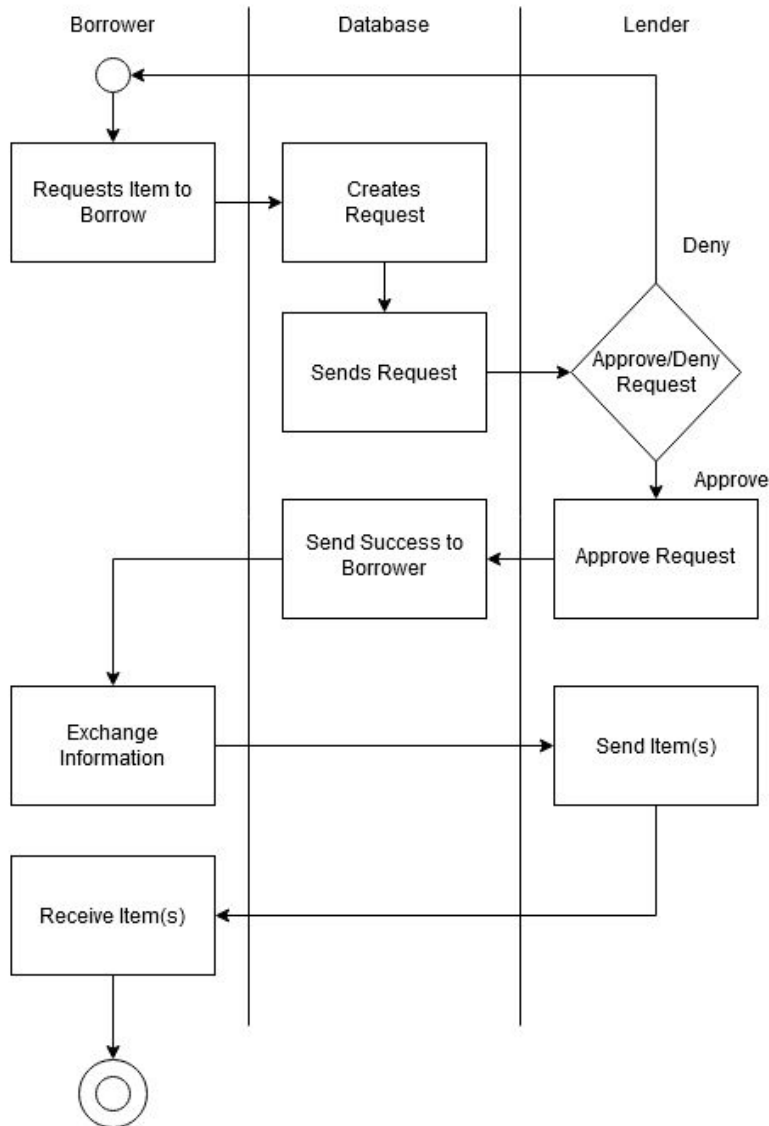 Borrower
Database
Lender
Requests Item to
Borrow
Creates
Request
Deny
Sends Request
Approve/Deny
Request
Approve
Send Success to
Borrower
Approve Request
Exchange
Information
Send Item(s)
Receive Item(s)